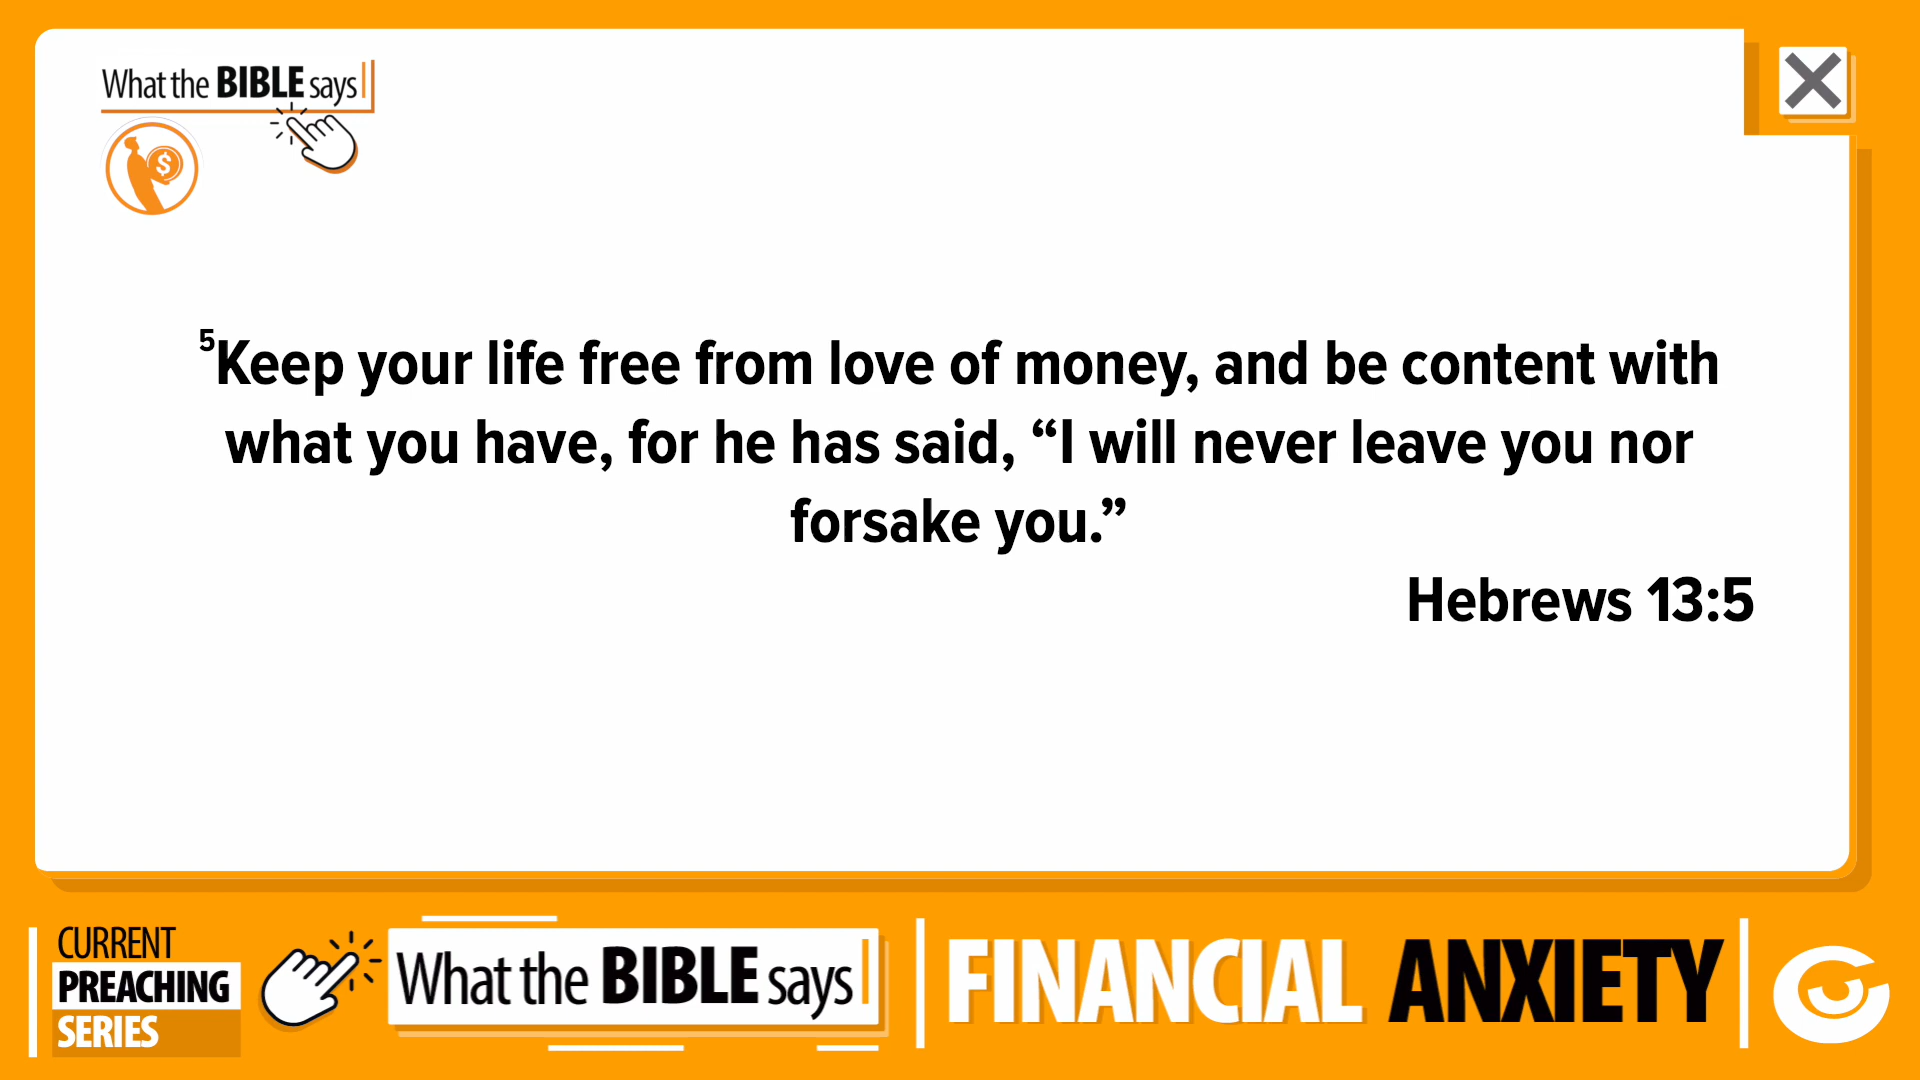 What the BIBLE says
$
⁵Keep your life free from love of money, and be content with
what you have, for he has said, “I will never leave you nor
forsake you.”
Hebrews 13:5
CURRENT
PREACHING
SERIES
What the BIBLE says
FINANCIAL ANXIETY